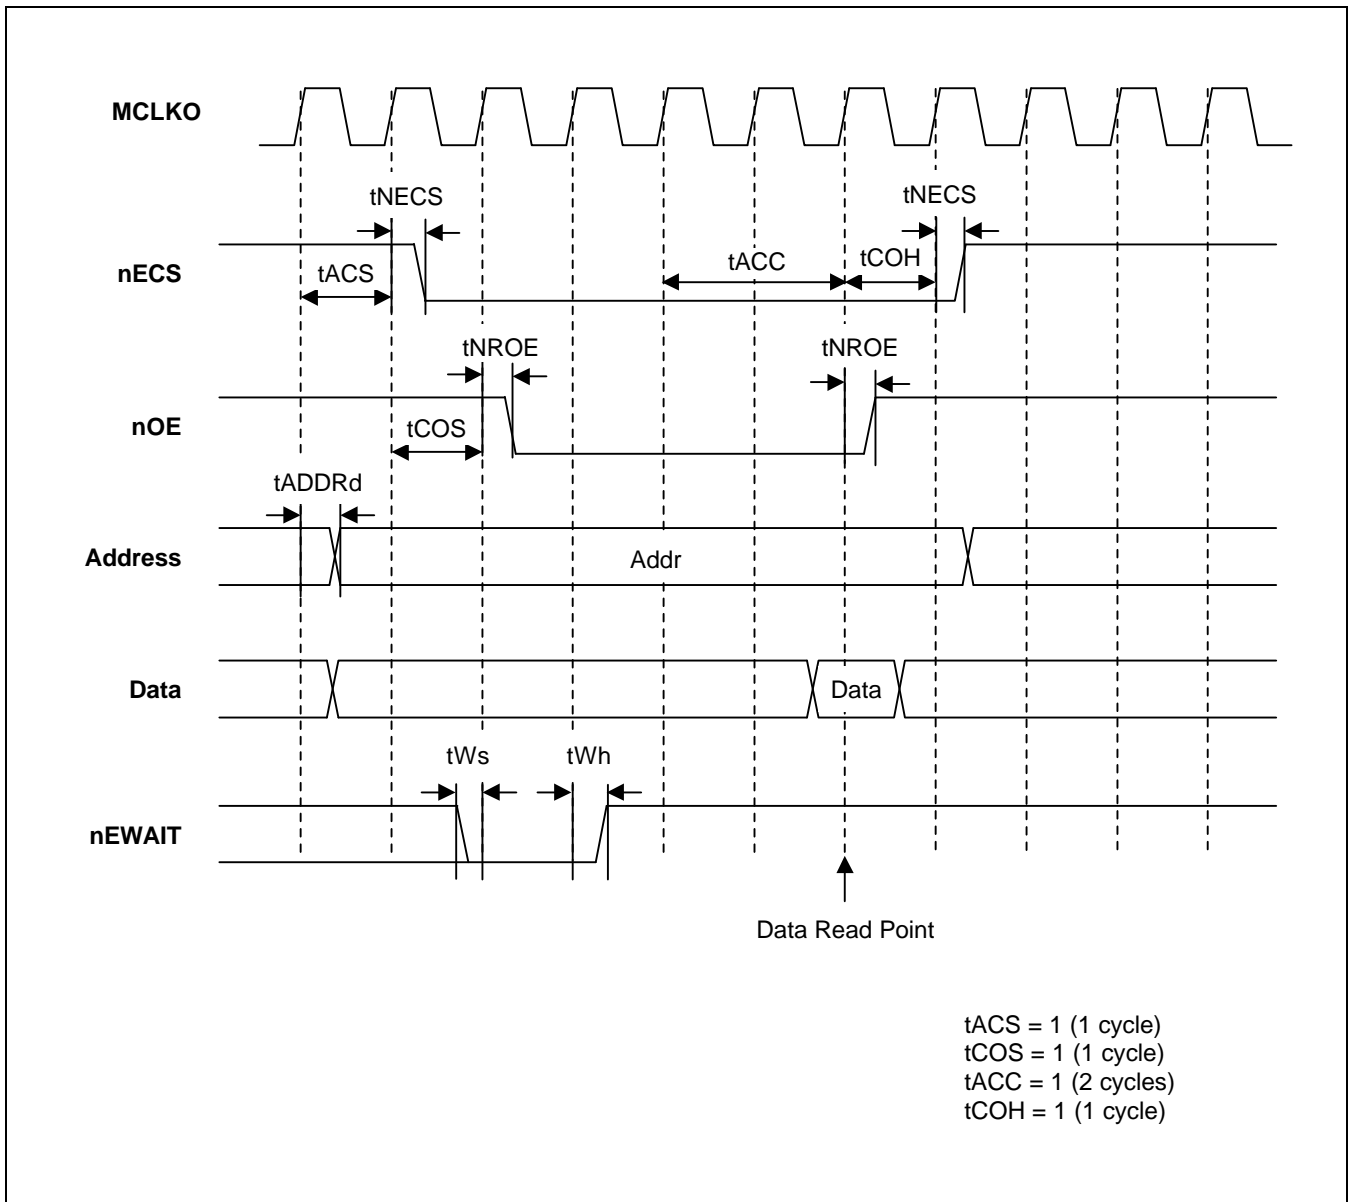 MCLKO
tNECS
tNECS
nECS
tACS
tACC
tCOH
tNROE
tNROE
nOE
tCOS
tADDRd
Address
Addr
Data
Data
tWs
tWh
nEWAIT
Data Read Point
tACS = 1 (1 cycle)
tCOS = 1 (1 cycle)
tACC = 1 (2 cycles)
tCOH = 1 (1 cycle)